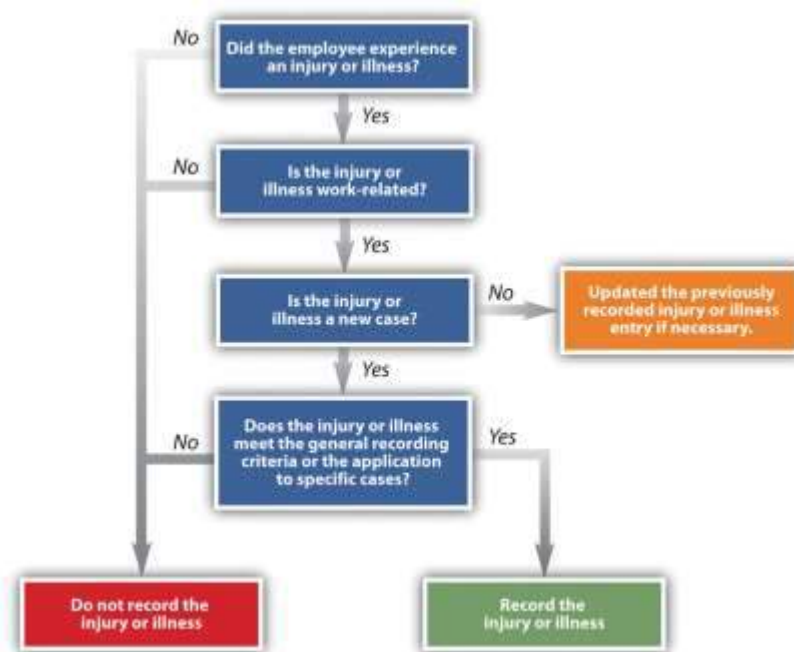 No
Did the employee experience
an injury or illness?
Yes
No
Is the injury or
illness work-related?
Yes
Is the injury or
illness a new case?
No
Updated the previously
recorded injury or illness
entry if necessary.
Yes
No
Does the injury or illness
meet the general recording
criteria or the application
to specific cases?
Yes
Do not record the
injury or illness
Record the
injury or illness